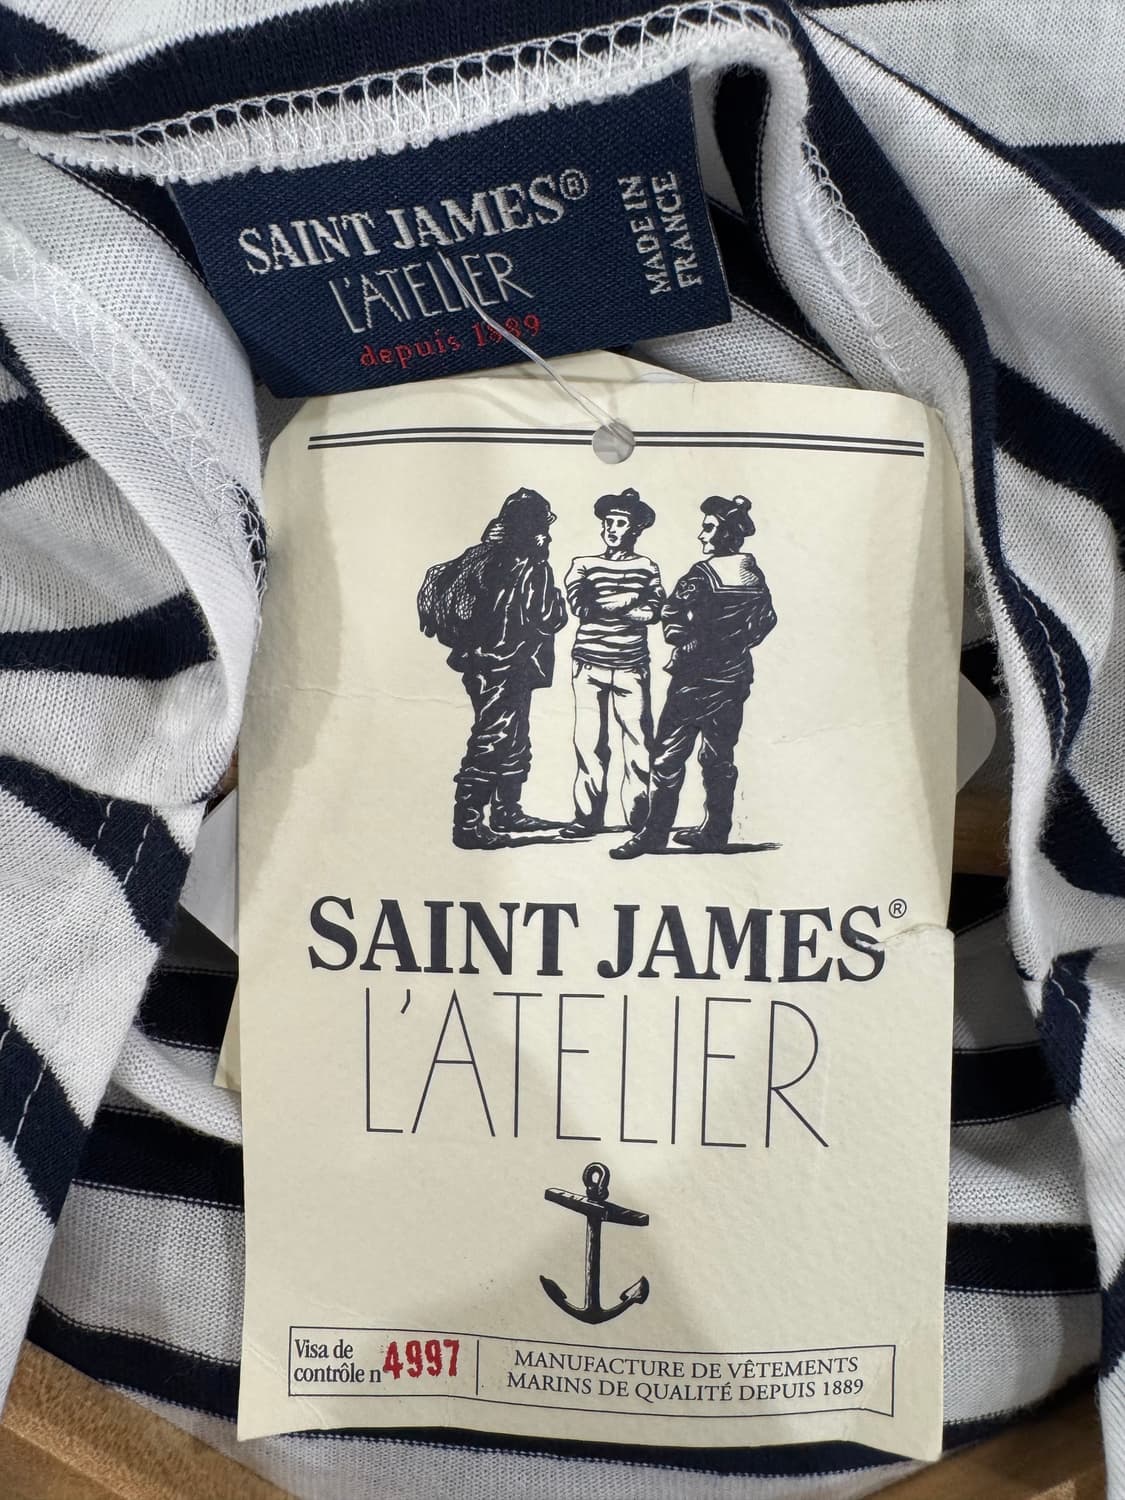 SAINT JAMES®
L'ATELIER
depuis 1889
MADE IN
FRANCE
SAINT JAMES®
L'ATELIER
Visa de
contrôle n 4997
MANUFACTURE DE VÊTEMENTS
MARINS DE QUALITÉ DEPUIS 1889